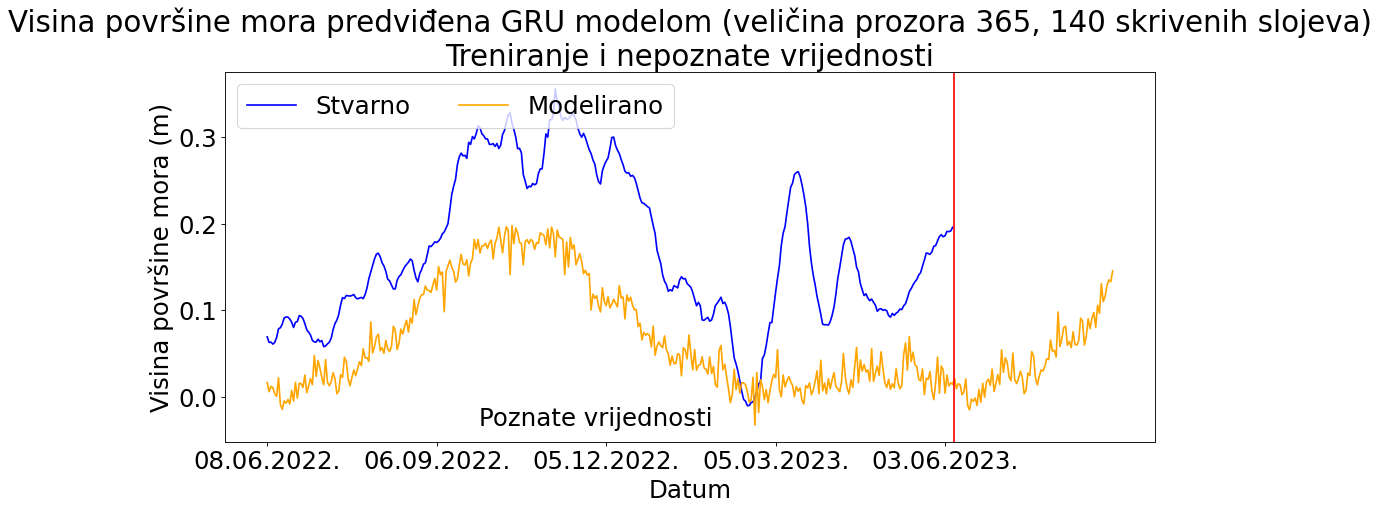 Visina površine mora predviđena GRU modelom (veličina prozora 365, 140 skrivenih slojeva)
Treniranje i nepoznate vrijednosti
Stvarno
Modelirano
Visina površine mora (m)
0.3
0.2
0.1
0.0
Poznate vrijednosti
08.06.2022.
06.09.2022.
05.12.2022.
05.03.2023.
03.06.2023.
Datum